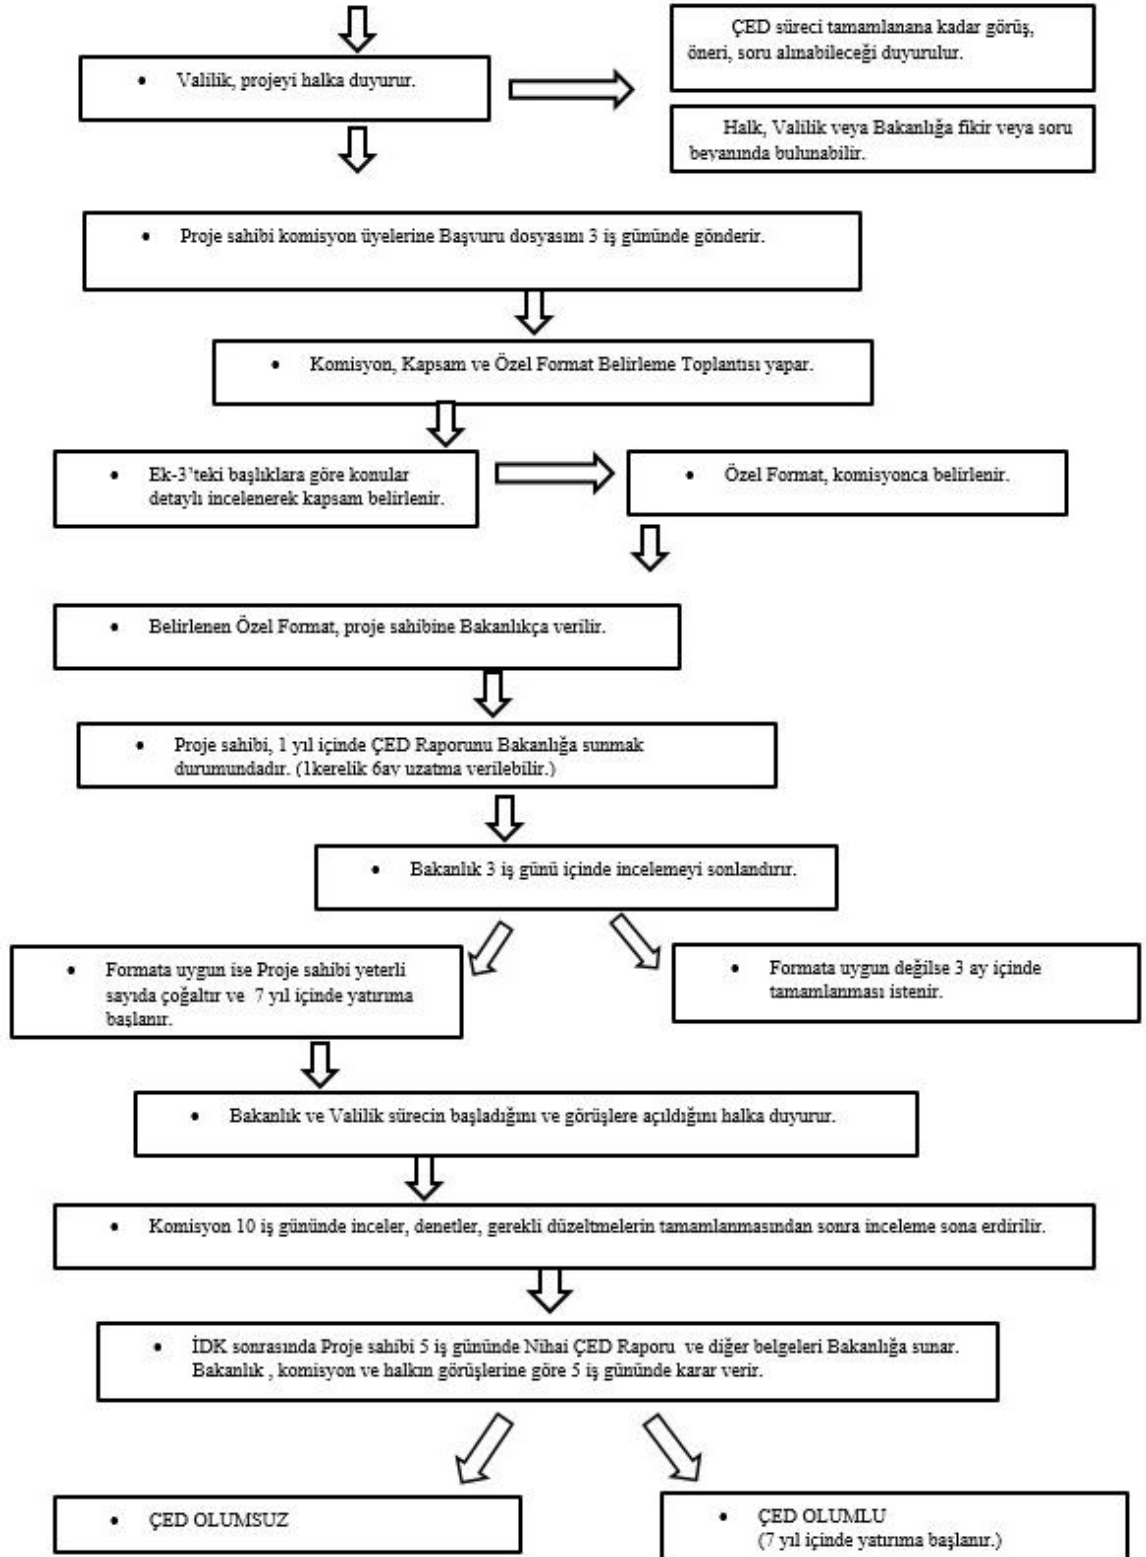 ÇED süreci tamamlanana kadar görüş,
öneri, soru alınabileceği duyurulur.
• Valilik, projeyi halka duyurur.
Halk, Valilik veya Bakanlığa fikir veya soru
beyanında bulunabilir.
• Proje sahibi komisyon üyelerine Başvuru dosyasını 3 iş gününde gönderir.
• Komisyon, Kapsam ve Özel Format Belirleme Toplantısı yapar.
• Ek-3’teki başlıklara göre konular
detaylı incelenerek kapsam belirlenir.
• Özel Format, komisyonca belirlenir.
• Belirlenen Özel Format, proje sahibine Bakanlıkça verilir.
• Proje sahibi, 1 yıl içinde ÇED Raporunu Bakanlığa sunmak
durumundadır. (1kerelik 6ay uzatma verilebilir.)
• Bakanlık 3 iş günü içinde incelemeyi sonlandırır.
• Formata uygun ise Proje sahibi yeterli
sayıda çoğaltır ve 7 yıl içinde yatırıma
başlanır.
• Formata uygun değilse 3 ay içinde
tamamlanması istenir.
• Bakanlık ve Valilik sürecin başladığını ve görüşlere açıldığını halka duyurur.
• Komisyon 10 iş gününde inceler, denetler, gerekli düzeltmelerin tamamlanmasından sonra inceleme sona erdirilir.
• İDK sonrasında Proje sahibi 5 iş gününde Nihai ÇED Raporu ve diğer belgeleri Bakanlığa sunar.
Bakanlık , komisyon ve halkın görüşlerine göre 5 iş gününde karar verir.
• ÇED OLUMSUZ
• ÇED OLUMLU
(7 yıl içinde yatırıma başlanır.)